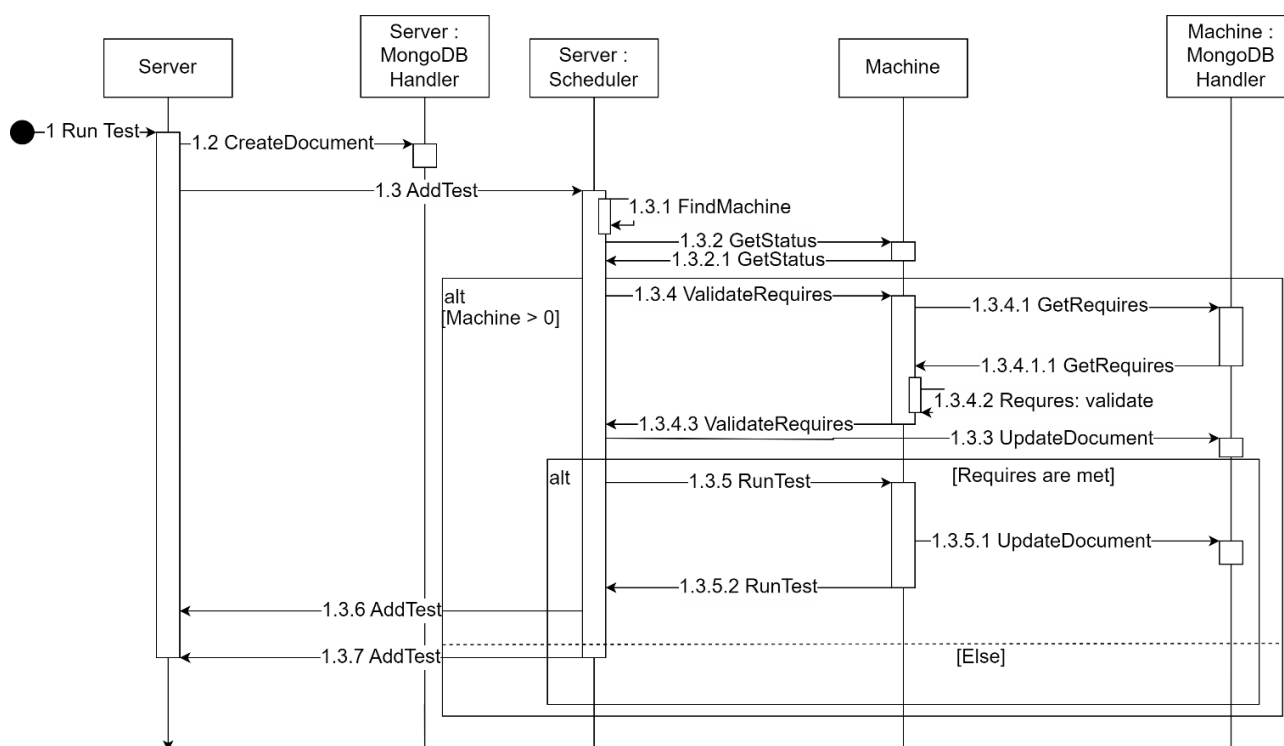 Server
Server :
MongoDB
Handler
Server :
Scheduler
Machine
Machine :
MongoDB
Handler
1 Run Test
1.2 CreateDocument
1.3 AddTest
1.3.1 FindMachine
1.3.2 GetStatus
1.3.2.1 GetStatus
alt
[Machine > 0]
1.3.4 ValidateRequires
1.3.4.1 GetRequires
1.3.4.1.1 GetRequires
1.3.4.2 Requres: validate
1.3.4.3 ValidateRequires
1.3.3 UpdateDocument
alt
[Requires are met]
1.3.5 RunTest
1.3.5.1 UpdateDocument
1.3.5.2 RunTest
1.3.6 AddTest
1.3.7 AddTest
[Else]